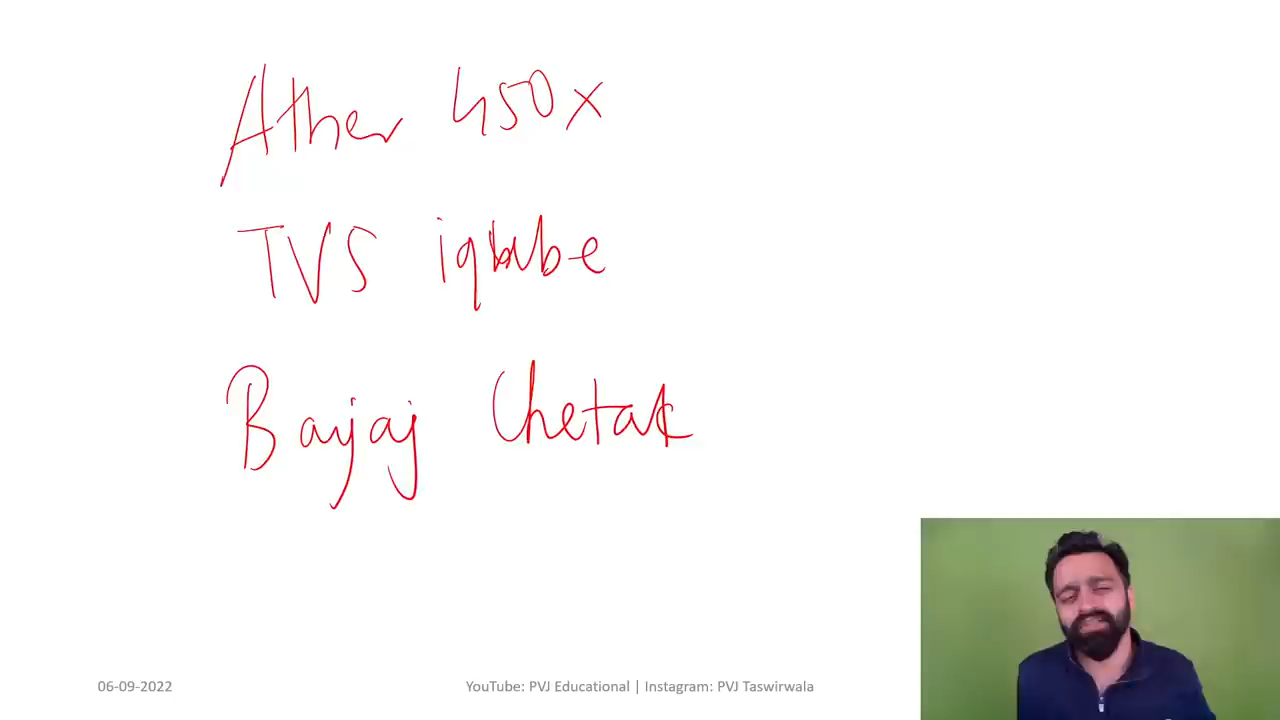 Ather 450x
TVS iqube
Bajaj Chetak
06-09-2022
YouTube: PVJ Educational | Instagram: PVJ Taswirwala